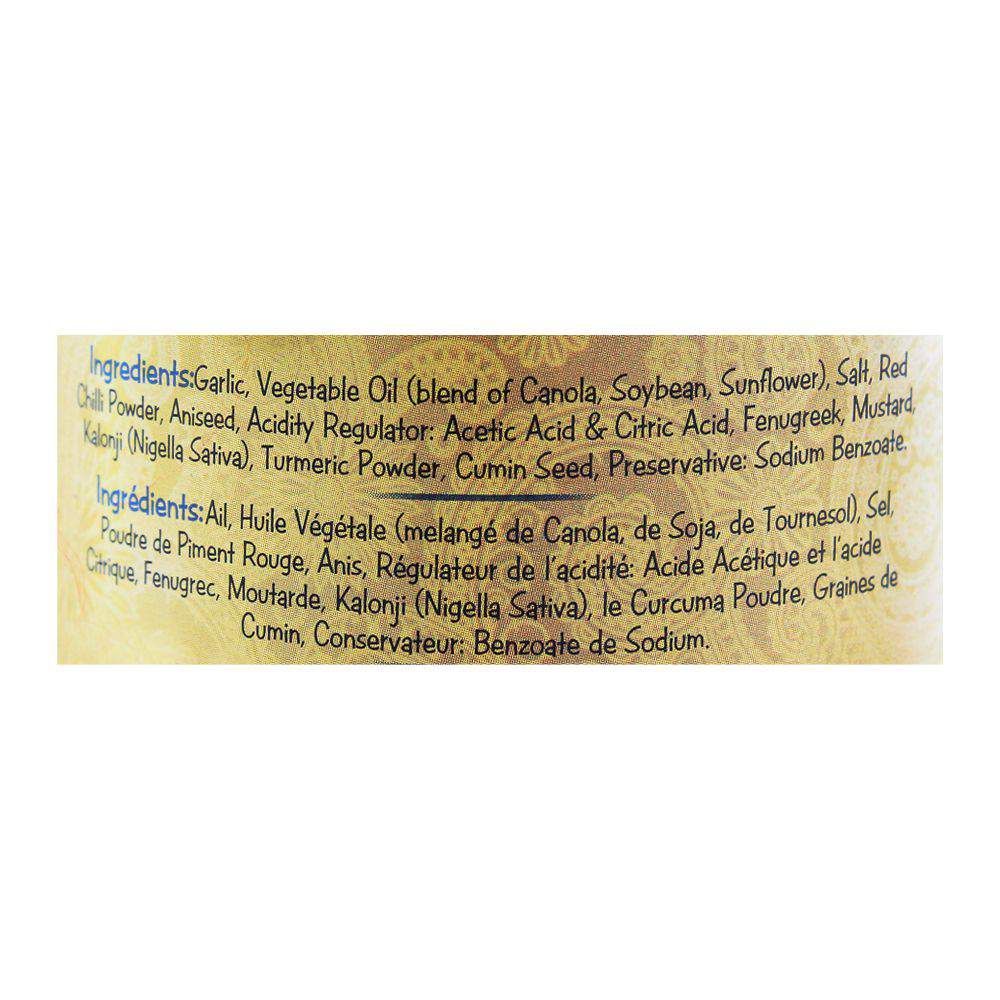 Ingredients:Garlic, Vegetable Oil (blend of Canola, Soybean, Sunflower), Salt, Red
Chilli Powder, Aniseed, Acidity Regulator: Acetic Acid & Citric Acid, Fenugreek, Mustard,
Kalonji (Nigella Sativa), Turmeric Powder, Cumin Seed, Preservative: Sodium Benzoate.
Ingrédients:Ail, Huile Végétale (melangé de Canola, de Soja, de Tournesol), Sel,
Poudre de Piment Rouge, Anis, Régulateur de l'acidité: Acide Acétique et l'acide
Citrique, Fenugrec, Moutarde, Kalonji (Nigella Sativa), le Curcuma Poudre, Graines de
Cumin, Conservateur: Benzoate de Sodium.